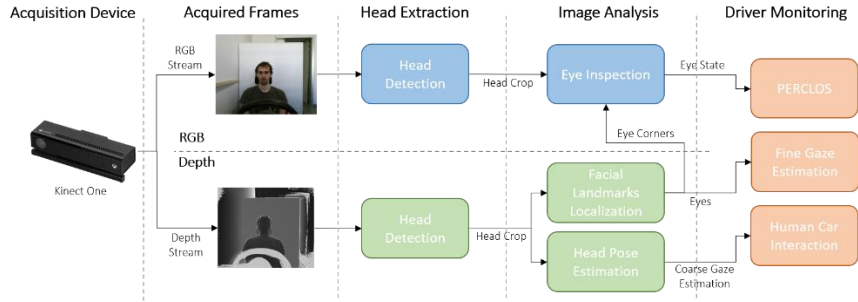 Acquisition Device
Acquired Frames
Head Extraction
Image Analysis
Driver Monitoring
RGB
Stream
Head
Detection
Head Crop
Eye Inspection
Eye State
PERCLOS
Eye Corners
RGB
Depth
Kinect One
Facial
Landmarks
Localization
Eyes
Fine Gaze
Estimation
Depth
Stream
Head
Detection
Head Crop
Head Pose
Estimation
Coarse Gaze
Estimation
Human Car
Interaction